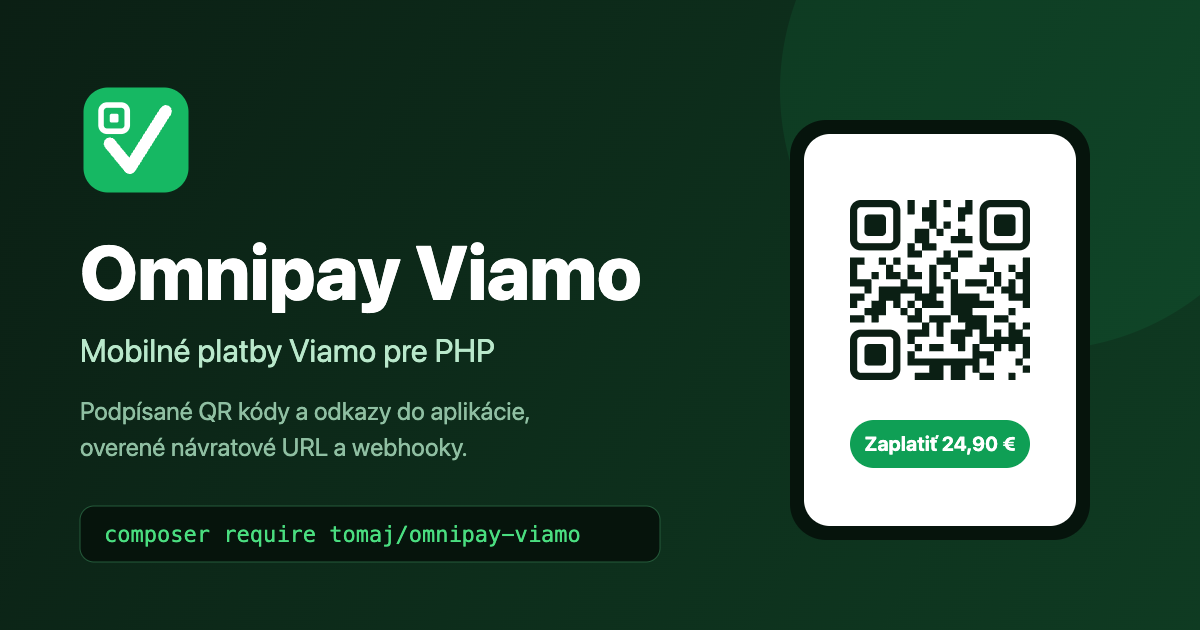 Omnipay Viamo
Mobilné platby Viamo pre PHP
Podpísané QR kódy a odkazy do aplikácie,
overené návratové URL a webhooky.
composer require tomaj/omnipay-viamo
Zaplatiť 24,90 €